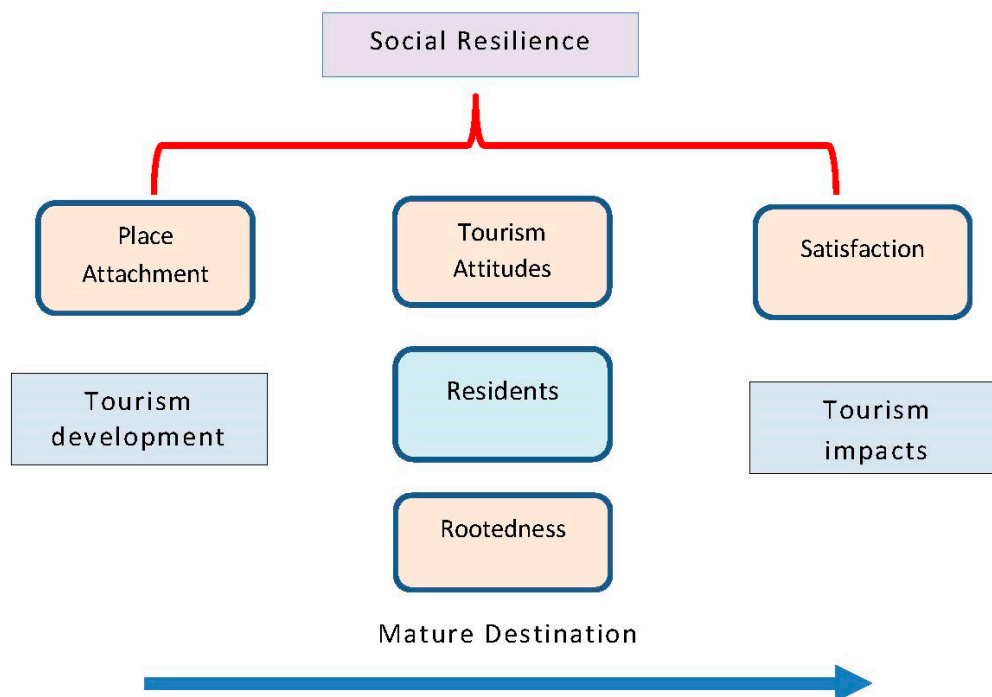 Social Resilience
Place
Attachment
Tourism
Attitudes
Satisfaction
Tourism
development
Residents
Tourism
impacts
Rootedness
Mature Destination